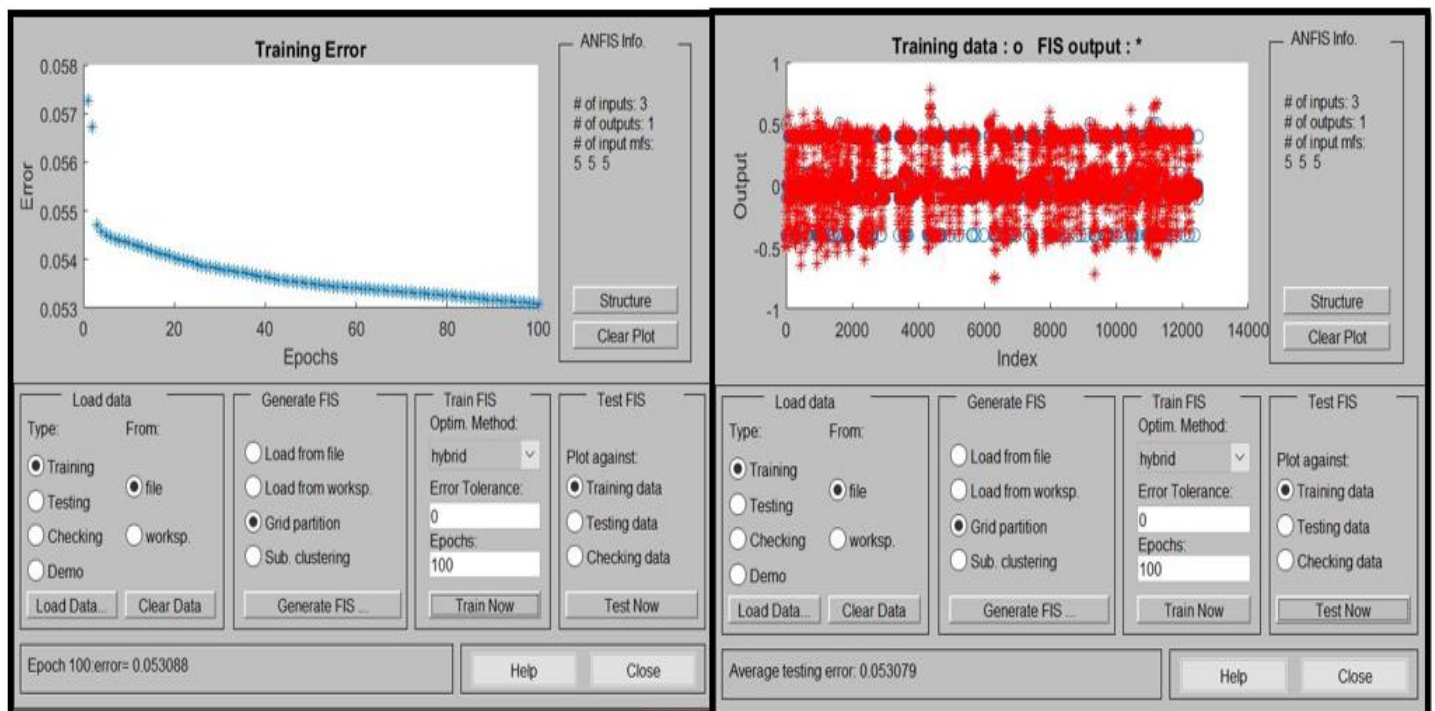 Training Error
0.058
0.057
0.056
0.055
0.054
0.053
Error
0 20 40 60 80 100
Epochs
ANFIS Info.
# of inputs: 3
# of outputs: 1
# of input mfs:
5 5 5
Structure
Clear Plot
Load data
Type: From:
Training
Testing
Checking
Demo
file
worksp.
Load Data... Clear Data
Generate FIS
Load from file
Load from worksp.
Grid partition
Sub. clustering
Generate FIS ...
Train FIS
Optim. Method:
hybrid
Error Tolerance:
0
Epochs:
100
Train Now
Test FIS
Plot against:
Training data
Testing data
Checking data
Test Now
Epoch 100:error= 0.053088
Help Close
Training data : o FIS output : *
1
0.5
0
-0.5
-1
Output
0 2000 4000 6000 8000 10000 12000 14000
Index
ANFIS Info.
# of inputs: 3
# of outputs: 1
# of input mfs:
5 5 5
Structure
Clear Plot
Load data
Type: From:
Training
Testing
Checking
Demo
file
worksp.
Load Data... Clear Data
Generate FIS
Load from file
Load from worksp.
Grid partition
Sub. clustering
Generate FIS ...
Train FIS
Optim. Method:
hybrid
Error Tolerance:
0
Epochs:
100
Train Now
Test FIS
Plot against:
Training data
Testing data
Checking data
Test Now
Average testing error: 0.053079
Help Close